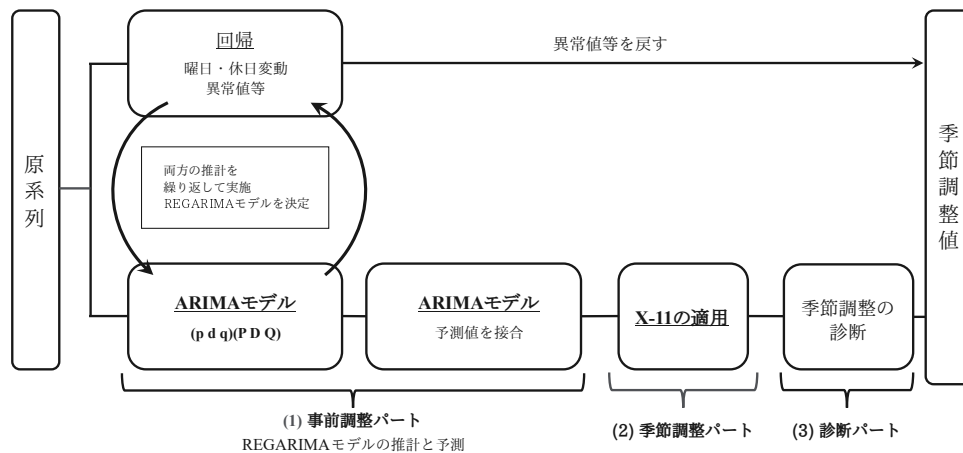 原系列
回帰
曜日・休日変動
異常値等
異常値等を戻す
両方の推計を
繰り返して実施
REGARIMAモデルを決定
ARIMAモデル
(p d q)(P D Q)
ARIMAモデル
予測値を接合
X-11の適用
季節調整の
診断
季節調整値
(1) 事前調整パート
REGARIMAモデルの推計と予測
(2) 季節調整パート
(3) 診断パート